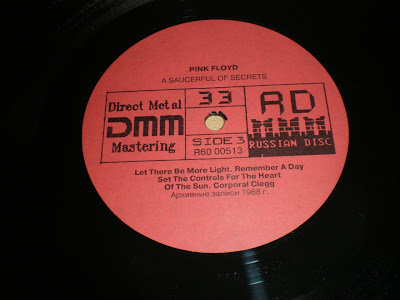 PINK FLOYD
A SAUCERFUL OF SECRETS
Direct Metal
DMM
Mastering
33
SIDE 3
R60 00513
RD
RUSSIAN DISC
Let There Be More Light. Remember A Day
Set The Controls For The Heart
Of The Sun. Corporal Clegg
Архивные записи 1968 г.